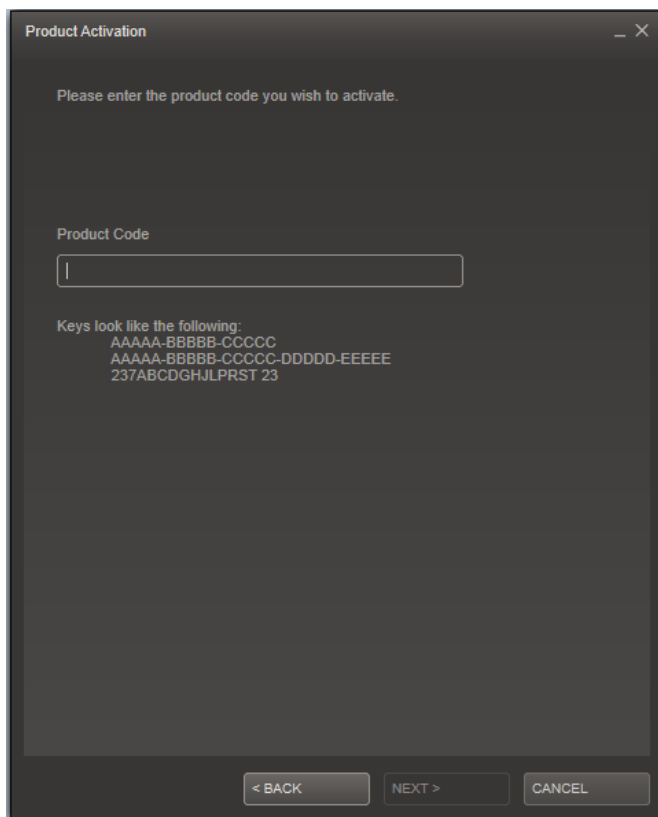 Product Activation
Please enter the product code you wish to activate.
Product Code
Keys look like the following:
AAAAA-BBBBB-CCCCC
AAAAA-BBBBB-CCCCC-DDDDD-EEEEE
237ABCDGHJLPRST 23
< BACK
NEXT >
CANCEL